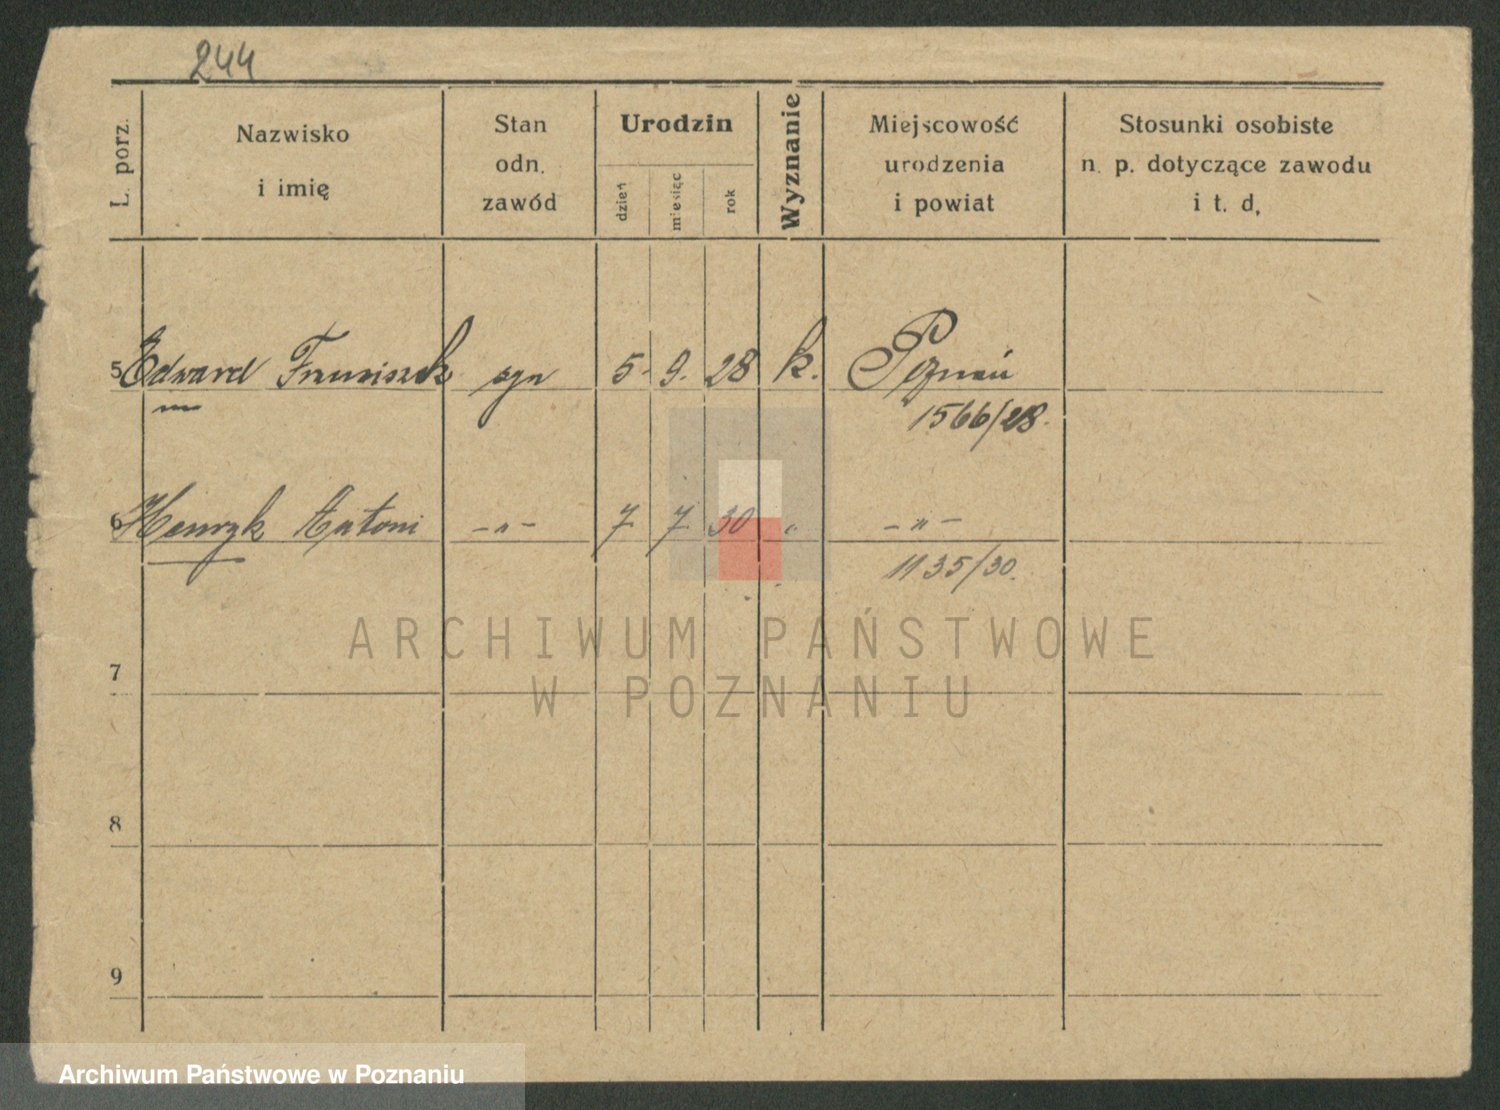 244
L. porz.
Nazwisko
i imię
Stan
odn.
zawód
Urodzin
dzień
miesiąc
rok
Wyznanie
Miejscowość
urodzenia
i powiat
Stosunki osobiste
n. p. dotyczące zawodu
i t. d.
5 Edward Franciszek syn 5. 9. 28 k. Poznań
1566/28.
6 Henryk Antoni -„- 7 7 30 „ -„-
1135/30.
ARCHIWUM PAŃSTWOWE
W POZNANIU
7
8
9
Archiwum Państwowe w Poznaniu